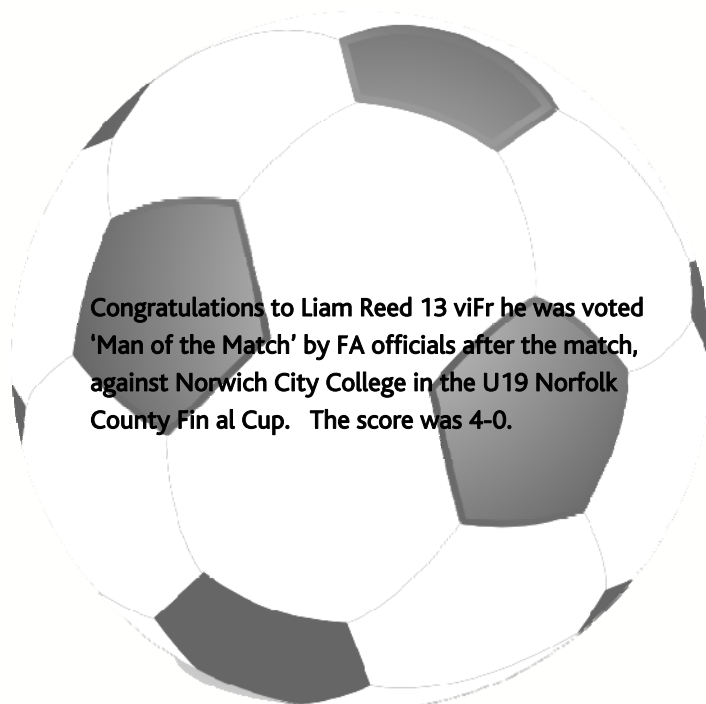 Congratulations to Liam Reed 13 viFr he was voted
‘Man of the Match’ by FA officials after the match,
against Norwich City College in the U19 Norfolk
County Fin al Cup.   The score was 4-0.